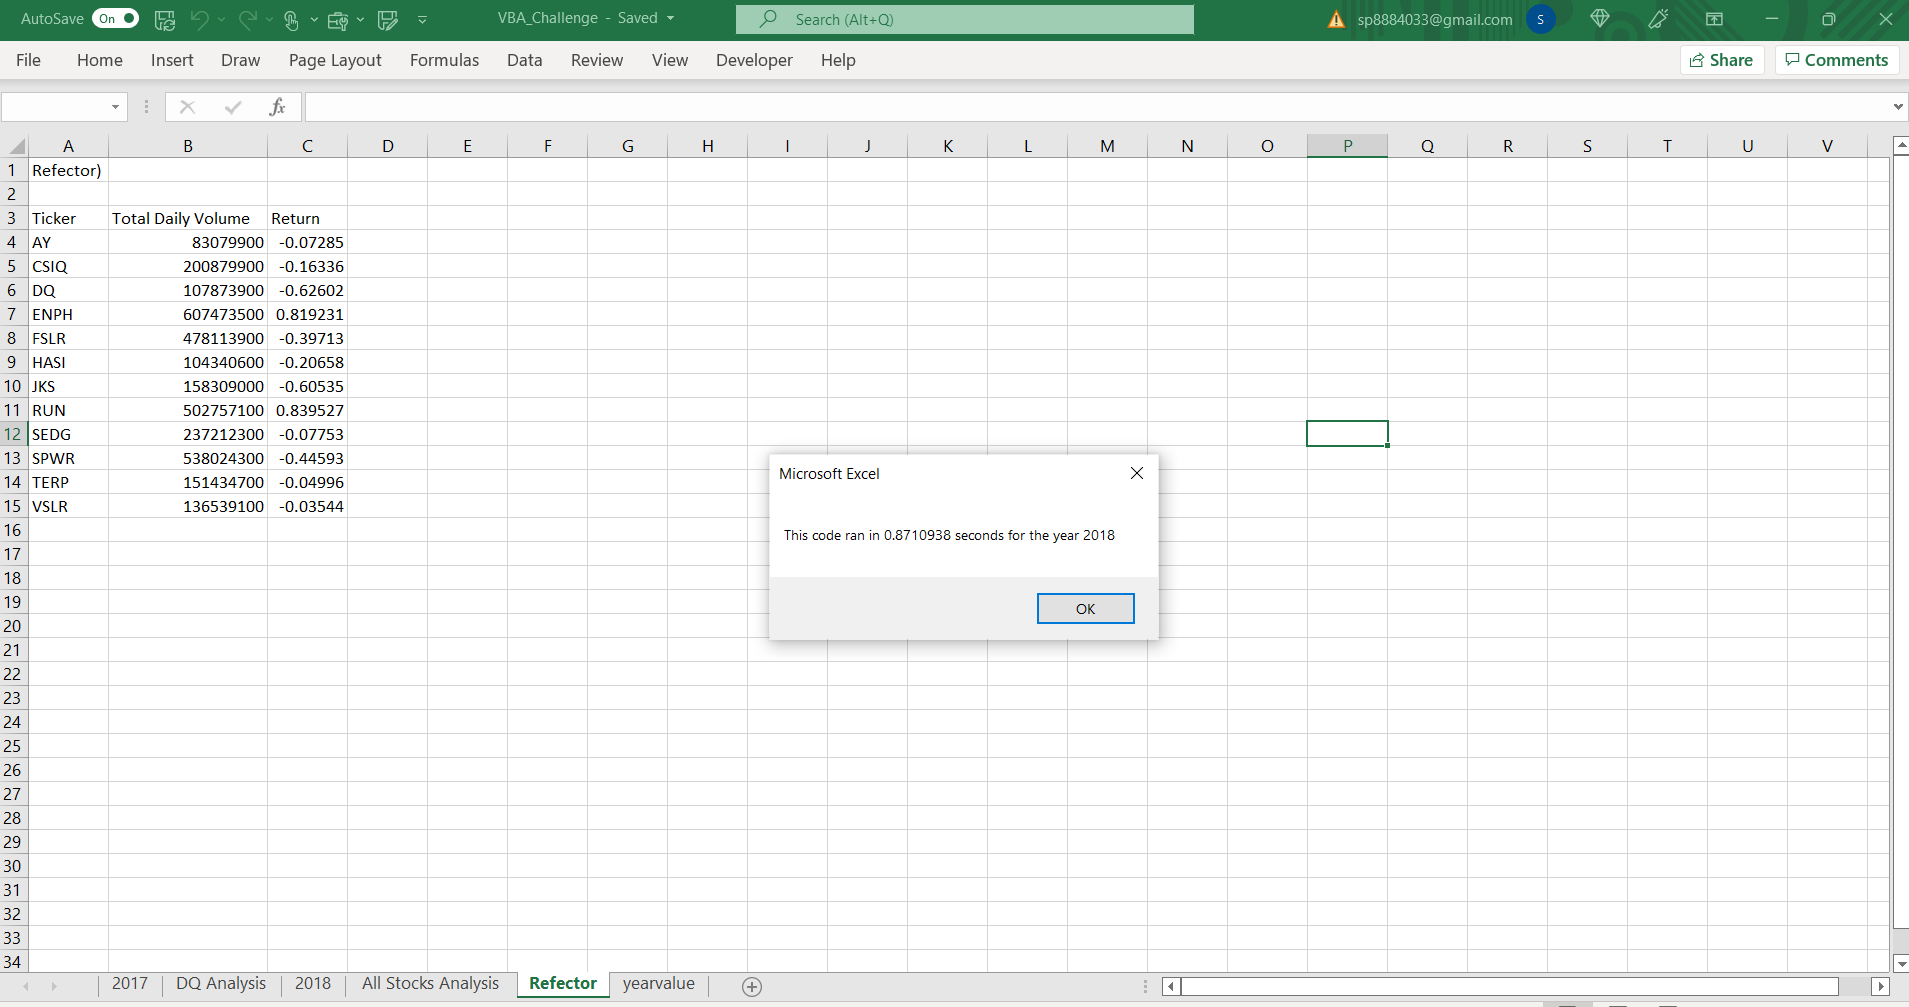 AutoSave On VBA_Challenge - Saved Search (Alt+Q) sp8884033@gmail.com S
File Home Insert Draw Page Layout Formulas Data Review View Developer Help Share Comments
fx
A B C D E F G H I J K L M N O P Q R S T U V
1 Refector)
2
3 Ticker Total Daily Volume Return
4 AY 83079900 -0.07285
5 CSIQ 200879900 -0.16336
6 DQ 107873900 -0.62602
7 ENPH 607473500 0.819231
8 FSLR 478113900 -0.39713
9 HASI 104340600 -0.20658
10 JKS 158309000 -0.60535
11 RUN 502757100 0.839527
12 SEDG 237212300 -0.07753
13 SPWR 538024300 -0.44593
14 TERP 151434700 -0.04996
15 VSLR 136539100 -0.03544
16
17
18
19
20
21
22
23
24
25
26
27
28
29
30
31
32
33
34
Microsoft Excel
This code ran in 0.8710938 seconds for the year 2018
OK
2017 DQ Analysis 2018 All Stocks Analysis Refector yearvalue